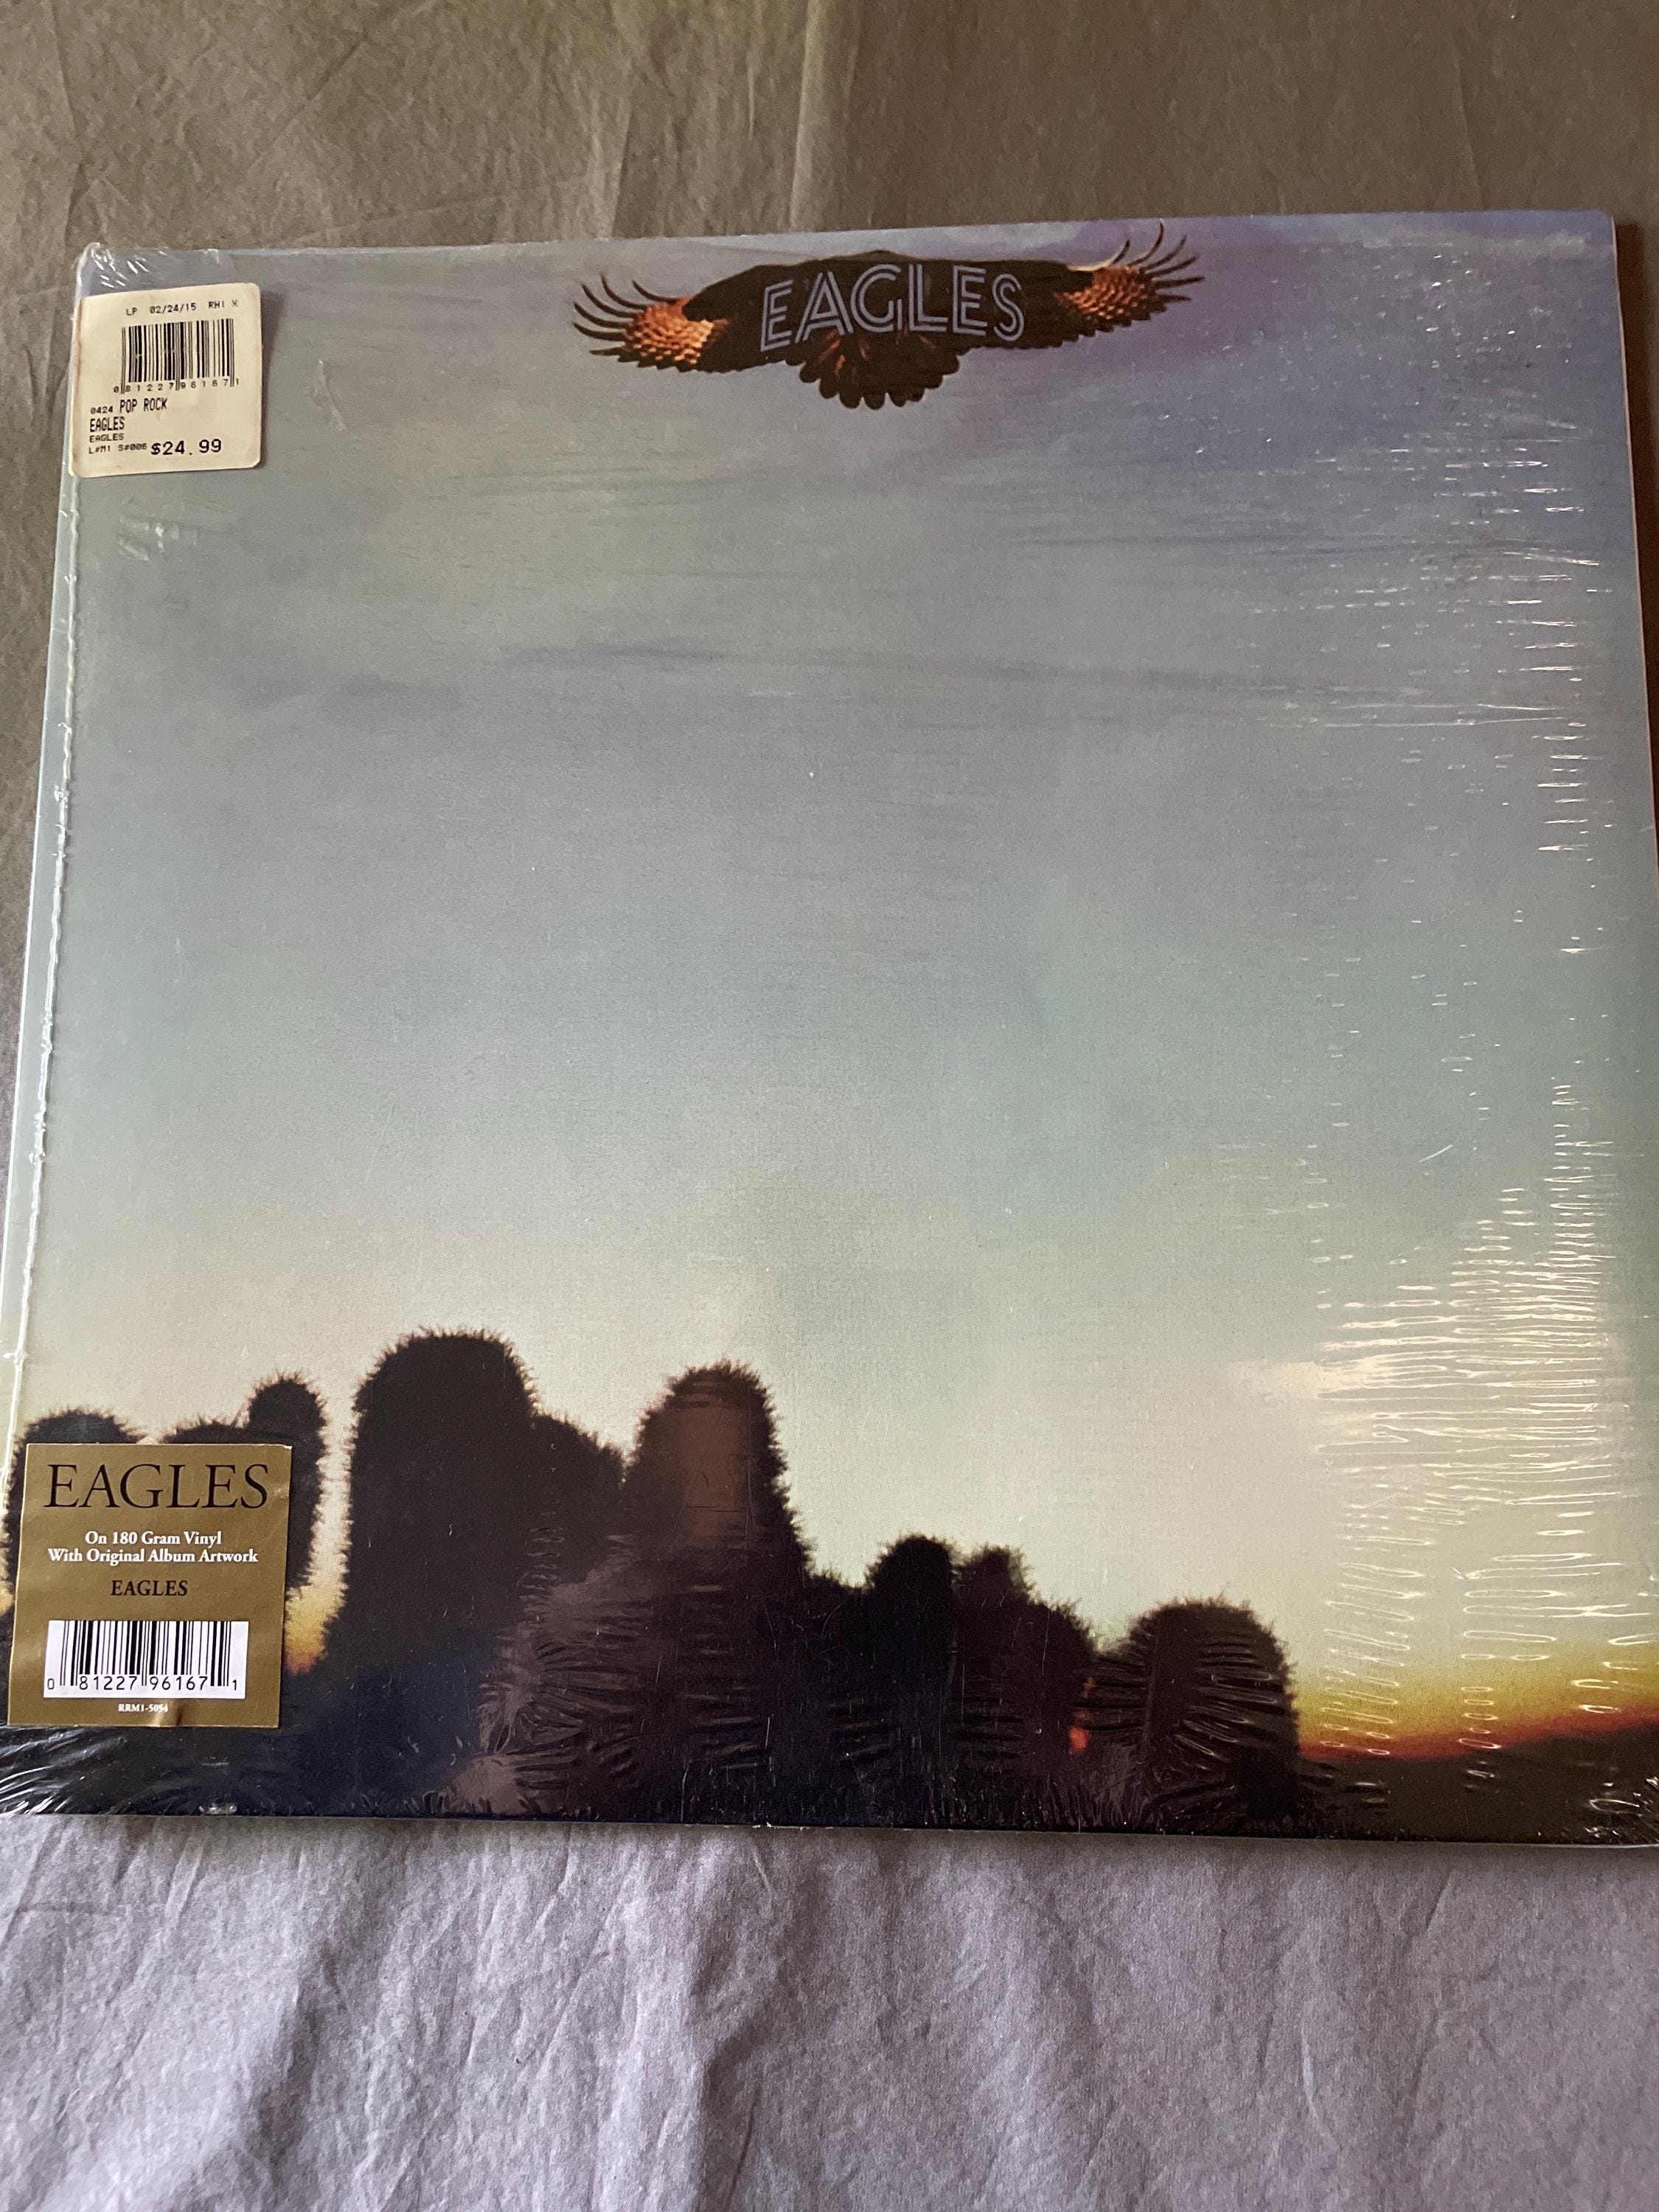 EAGLES
LP 02/24/15 RHI X
0 81227 96167 1
0424 POP ROCK
EAGLES
EAGLES
L#M1 S#006 $24.99
EAGLES
On 180 Gram Vinyl
With Original Album Artwork
EAGLES
0 81227 96167 1
RRM1-5054